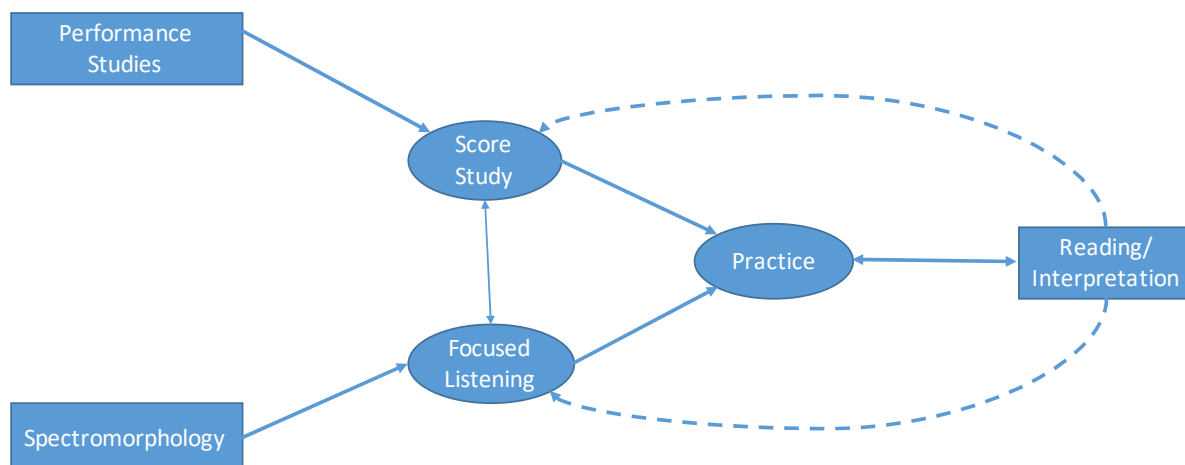 Performance
Studies
Score
Study
Practice
Reading/
Interpretation
Focused
Listening
Spectromorphology